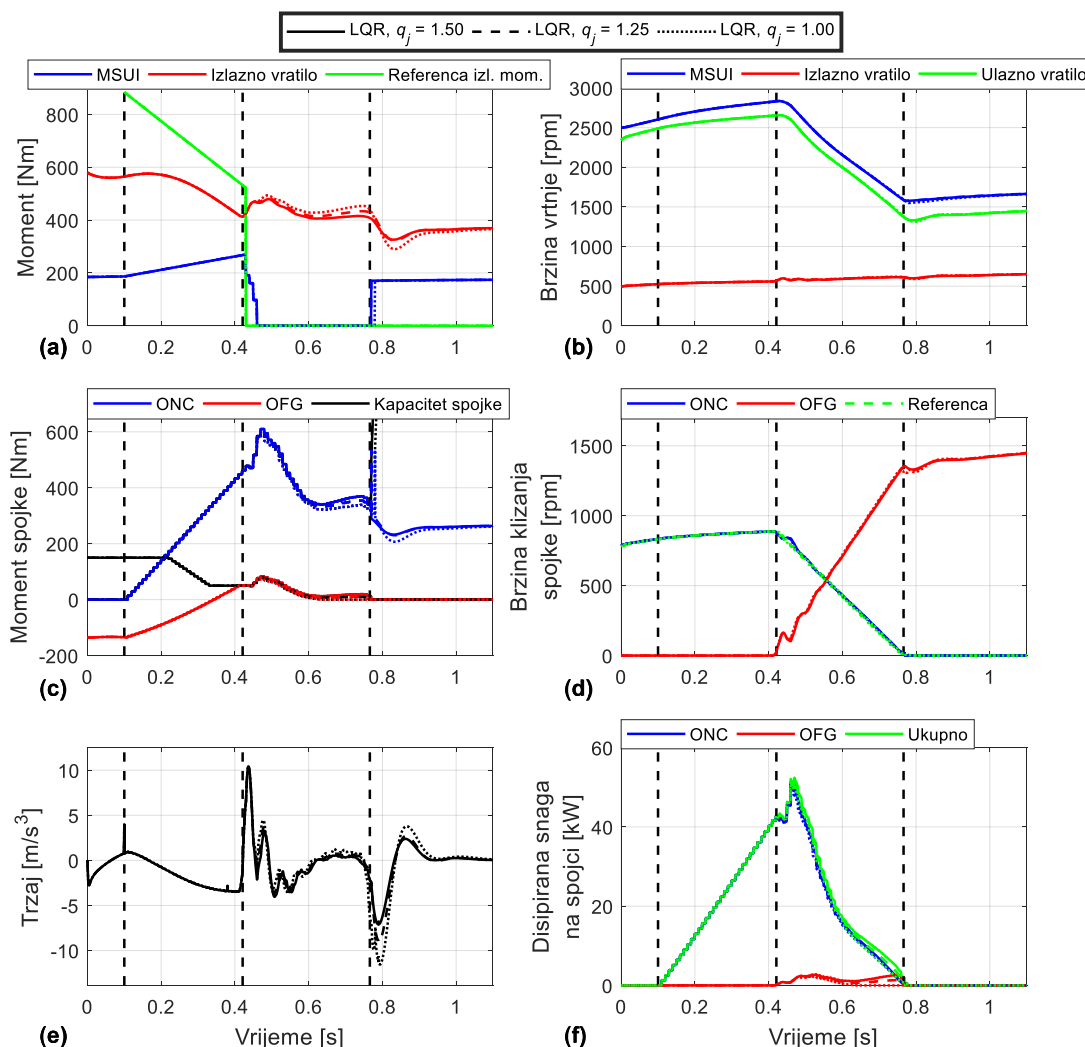 LQR, qj = 1.50 LQR, qj = 1.25 LQR, qj = 1.00
MSUI Izlazno vratilo Referenca izl. mom.
Moment [Nm]
800
600
400
200
0
0 0.2 0.4 0.6 0.8 1
(a)
MSUI Izlazno vratilo Ulazno vratilo
Brzina vrtnje [rpm]
3000
2500
2000
1500
1000
500
0
0 0.2 0.4 0.6 0.8 1
(b)
ONC OFG Kapacitet spojke
Moment spojke [Nm]
600
400
200
0
-200
0 0.2 0.4 0.6 0.8 1
(c)
ONC OFG Referenca
Brzina klizanja
spojke [rpm]
1500
1000
500
0
0 0.2 0.4 0.6 0.8 1
(d)
Trzaj [m/s³]
10
5
0
-5
-10
0 0.2 0.4 0.6 0.8 1
Vrijeme [s]
(e)
ONC OFG Ukupno
Disipirana snaga
na spojci [kW]
60
40
20
0
0 0.2 0.4 0.6 0.8 1
Vrijeme [s]
(f)